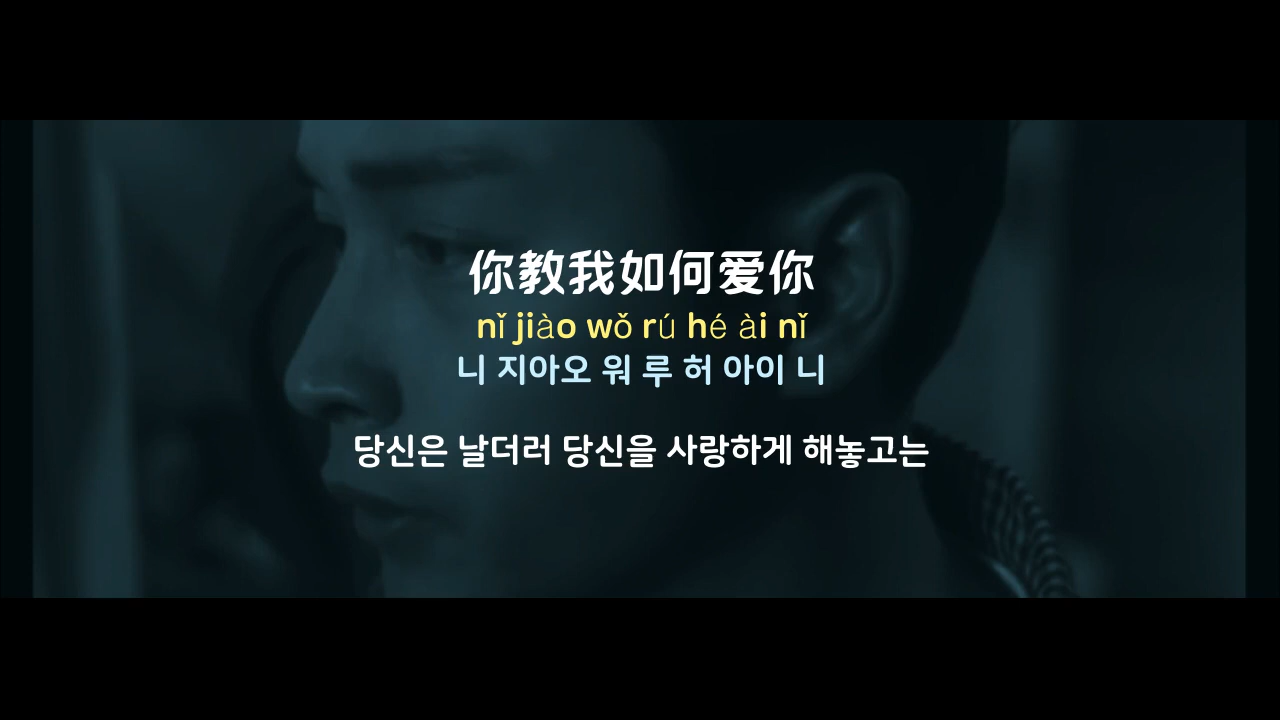 你教我如何爱你
nǐ jiào wǒ rú hé ài nǐ
니 지아오 워 루 허 아이 니
당신은 날더러 당신을 사랑하게 해놓고는